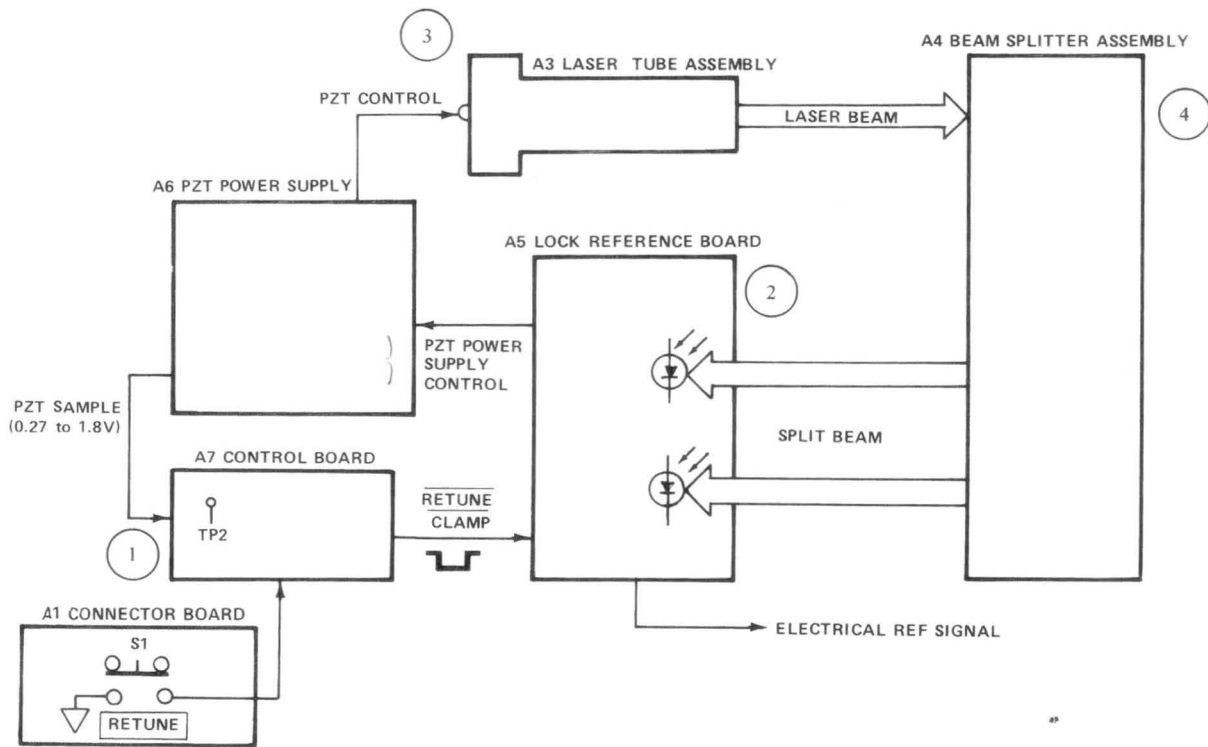 3
A4 BEAM SPLITTER ASSEMBLY
A3 LASER TUBE ASSEMBLY
PZT CONTROL
LASER BEAM
4
A6 PZT POWER SUPPLY
A5 LOCK REFERENCE BOARD
2
PZT POWER
SUPPLY
CONTROL
PZT SAMPLE
(0.27 to 1.8V)
SPLIT BEAM
A7 CONTROL BOARD
RETUNE
CLAMP
TP2
1
A1 CONNECTOR BOARD
S1
ELECTRICAL REF SIGNAL
RETUNE